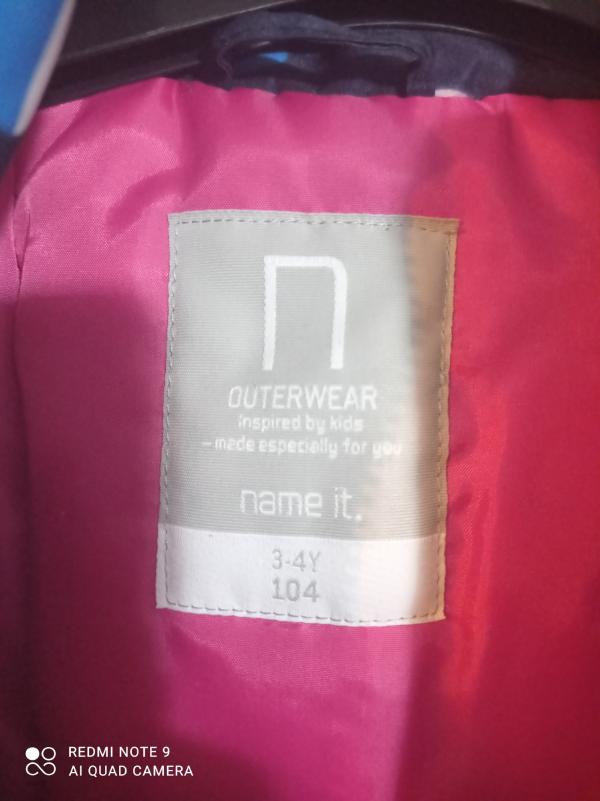 n
OUTERWEAR
inspired by kids
– made especially for you
name it.
3-4Y
104
REDMI NOTE 9
AI QUAD CAMERA